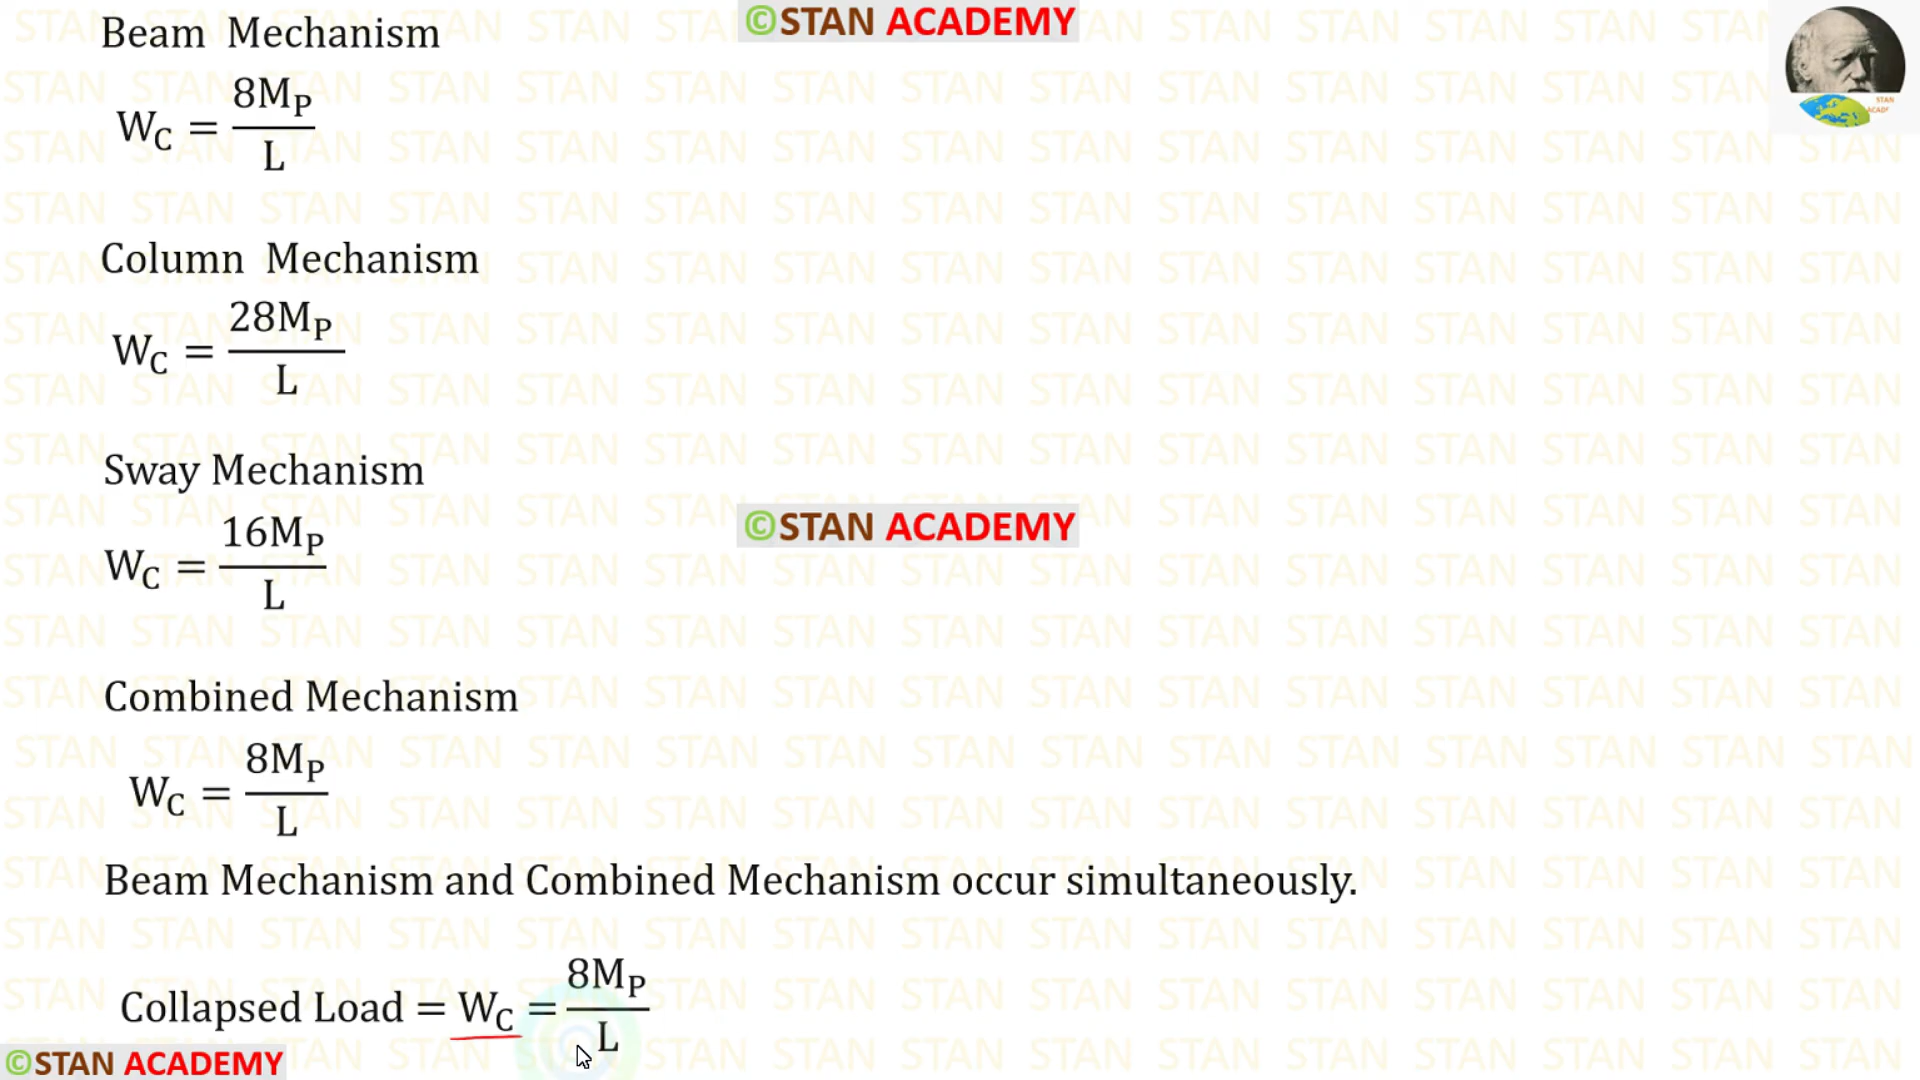 ©STAN ACADEMY
Beam Mechanism
W_C = 8M_P / L
Column Mechanism
W_C = 28M_P / L
Sway Mechanism
W_C = 16M_P / L
©STAN ACADEMY
Combined Mechanism
W_C = 8M_P / L
Beam Mechanism and Combined Mechanism occur simultaneously.
Collapsed Load = W_C = 8M_P / L
©STAN ACADEMY